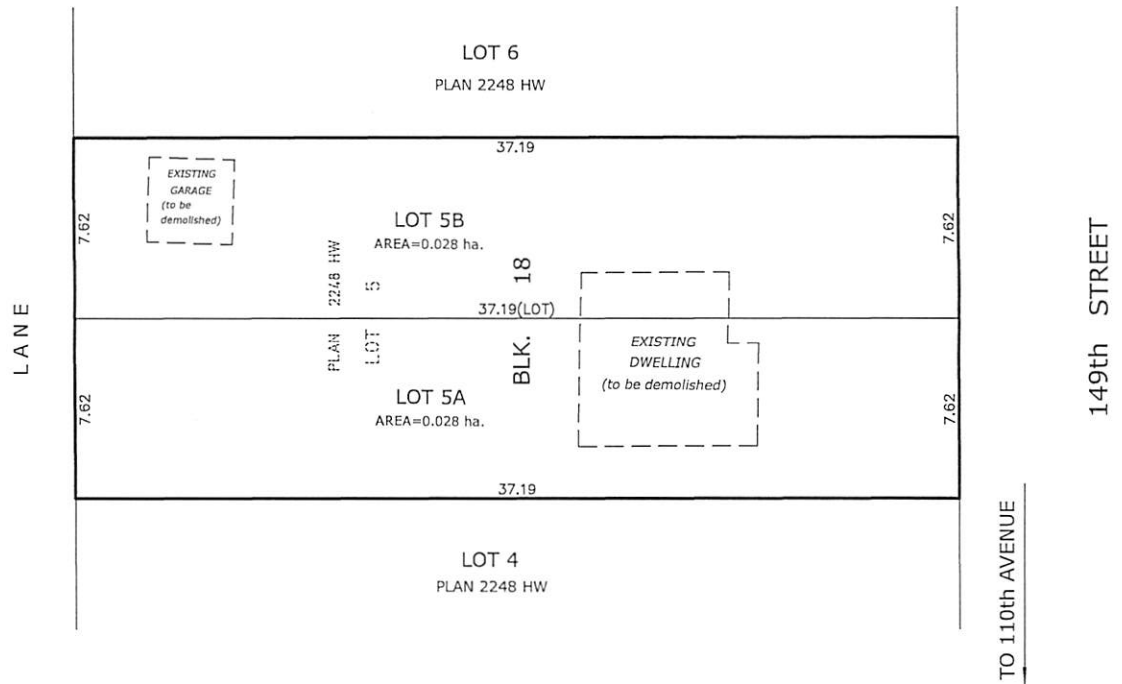 LOT 6
PLAN 2248 HW
37.19
EXISTING
GARAGE
(to be
demolished)
7.62
LOT 5B
AREA=0.028 ha.
7.62
PLAN 2248 HW
LOT 5
BLK. 18
37.19(LOT)
EXISTING
DWELLING
(to be demolished)
LANE
149th STREET
7.62
LOT 5A
AREA=0.028 ha.
7.62
37.19
LOT 4
PLAN 2248 HW
TO 110th AVENUE